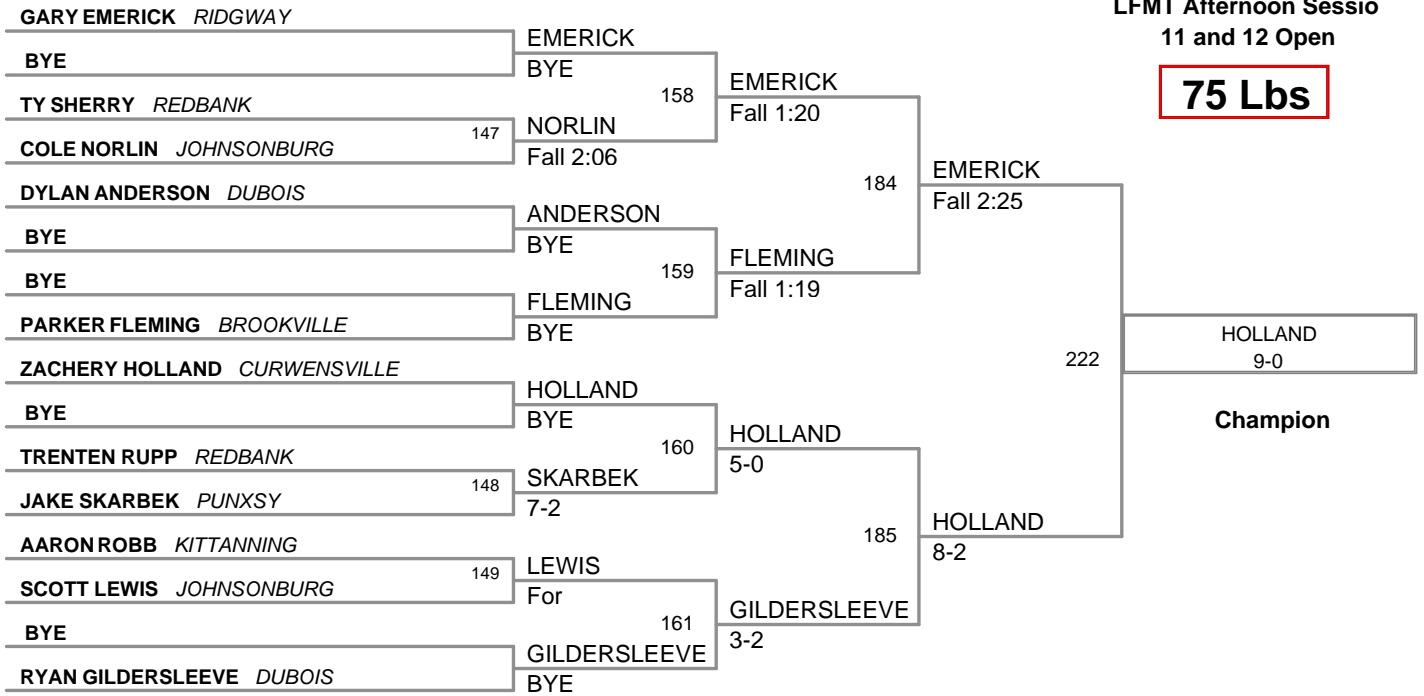 LFMT Afternoon Sessio
11 and 12 Open
75 Lbs
GARY EMERICK RIDGWAY
BYE
TY SHERRY REDBANK
COLE NORLIN JOHNSONBURG
DYLAN ANDERSON DUBOIS
BYE
BYE
PARKER FLEMING BROOKVILLE
ZACHERY HOLLAND CURWENSVILLE
BYE
TRENTEN RUPP REDBANK
JAKE SKARBEK PUNXSY
AARON ROBB KITTANNING
SCOTT LEWIS JOHNSONBURG
BYE
RYAN GILDERSLEEVE DUBOIS
147
148
149
EMERICK
BYE
NORLIN
Fall 2:06
ANDERSON
BYE
FLEMING
BYE
HOLLAND
BYE
SKARBEK
7-2
LEWIS
For
GILDERSLEEVE
BYE
158
159
160
161
EMERICK
Fall 1:20
FLEMING
Fall 1:19
HOLLAND
5-0
GILDERSLEEVE
3-2
184
185
EMERICK
Fall 2:25
HOLLAND
8-2
222
HOLLAND
9-0
Champion